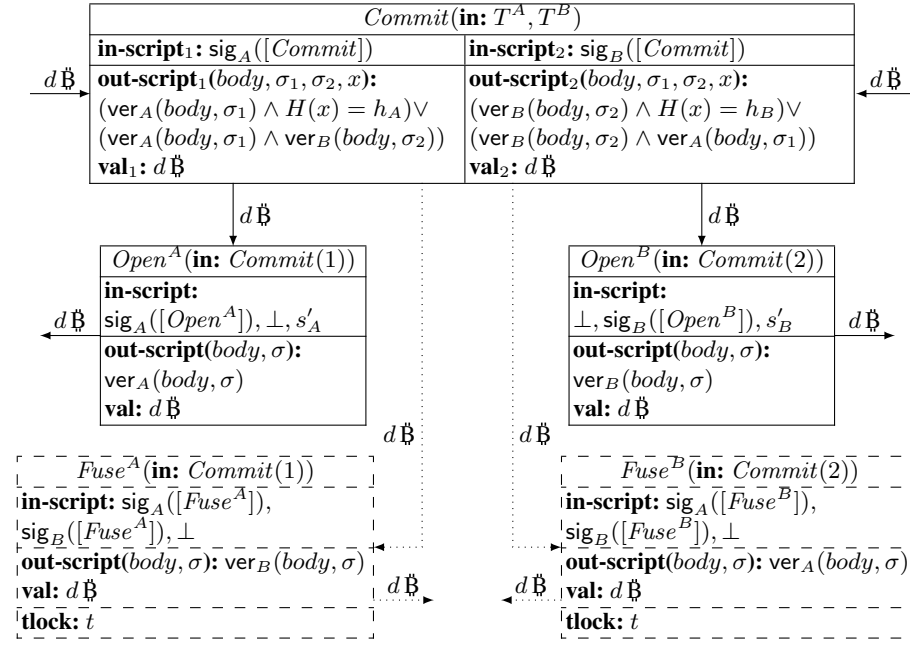 Commit(in: T^A, T^B)
in-script₁: sig_A([Commit])
in-script₂: sig_B([Commit])
d Ƀ
out-script₁(body, σ₁, σ₂, x):
(ver_A(body, σ₁) ∧ H(x) = h_A)∨
(ver_A(body, σ₁) ∧ ver_B(body, σ₂))
val₁: d Ƀ
out-script₂(body, σ₁, σ₂, x):
(ver_B(body, σ₂) ∧ H(x) = h_B)∨
(ver_B(body, σ₂) ∧ ver_A(body, σ₁))
val₂: d Ƀ
d Ƀ
d Ƀ
d Ƀ
Open^A(in: Commit(1))
in-script:
sig_A([Open^A]), ⊥, s'_A
out-script(body, σ):
ver_A(body, σ)
val: d Ƀ
d Ƀ
Open^B(in: Commit(2))
in-script:
⊥, sig_B([Open^B]), s'_B
out-script(body, σ):
ver_B(body, σ)
val: d Ƀ
d Ƀ
d Ƀ
d Ƀ
Fuse^A(in: Commit(1))
in-script: sig_A([Fuse^A]),
sig_B([Fuse^A]), ⊥
out-script(body, σ): ver_B(body, σ)
val: d Ƀ
tlock: t
d Ƀ
Fuse^B(in: Commit(2))
in-script: sig_A([Fuse^B]),
sig_B([Fuse^B]), ⊥
out-script(body, σ): ver_A(body, σ)
val: d Ƀ
tlock: t
d Ƀ